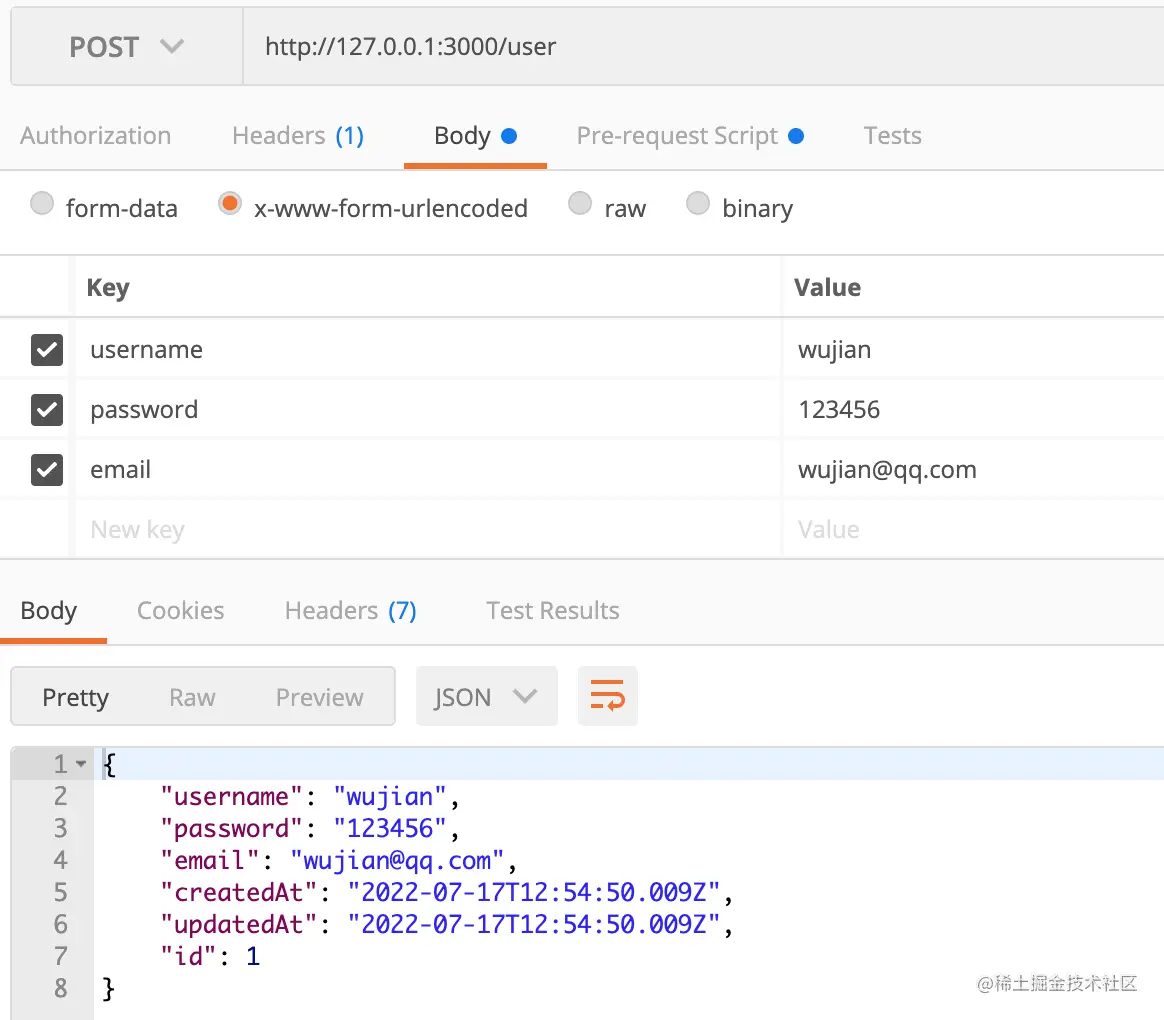 POST http://127.0.0.1:3000/user
Authorization Headers (1) Body Pre-request Script Tests
form-data x-www-form-urlencoded raw binary
Key Value
username wujian
password 123456
email wujian@qq.com
New key Value
Body Cookies Headers (7) Test Results
Pretty Raw Preview JSON
1 {
2 "username": "wujian",
3 "password": "123456",
4 "email": "wujian@qq.com",
5 "createdAt": "2022-07-17T12:54:50.009Z",
6 "updatedAt": "2022-07-17T12:54:50.009Z",
7 "id": 1
8 }
@稀土掘金技术社区